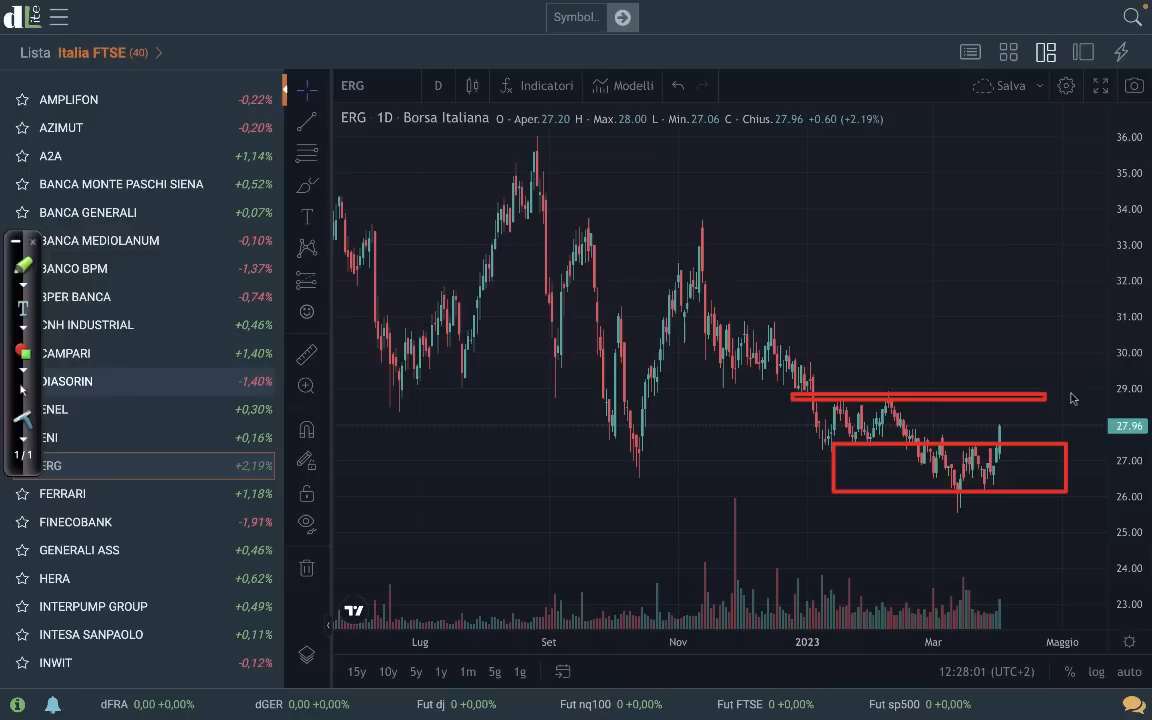 dLite
Symbol..
Lista Italia FTSE (40)
AMPLIFON -0,22%
AZIMUT -0,20%
A2A +1,14%
BANCA MONTE PASCHI SIENA +0,52%
BANCA GENERALI +0,07%
BANCA MEDIOLANUM -0,10%
BANCO BPM -1,37%
BPER BANCA -0,74%
CNH INDUSTRIAL +0,46%
CAMPARI +1,40%
DIASORIN -1,40%
ENEL +0,30%
ENI +0,16%
ERG +2,19%
FERRARI +1,18%
FINECOBANK -1,91%
GENERALI ASS +0,46%
HERA +0,62%
INTERPUMP GROUP +0,49%
INTESA SANPAOLO +0,11%
INWIT -0,12%
T
1/1
T
ERG D Indicatori Modelli Salva
ERG · 1D · Borsa Italiana O - Aper.27.20 H - Max.28.00 L - Min.27.06 C - Chius.27.96 +0.60 (+2.19%)
36.00
35.00
34.00
33.00
32.00
31.00
30.00
29.00
27.96
27.00
26.00
25.00
24.00
23.00
Lug Set Nov 2023 Mar Maggio
15y 10y 5y 1y 1m 5g 1g 12:28:01 (UTC+2) % log auto
dFRA 0,00 +0,00% dGER 0,00 +0,00% Fut dj 0 +0,00% Fut nq100 0 +0,00% Fut FTSE 0 +0,00% Fut sp500 0 +0,00%